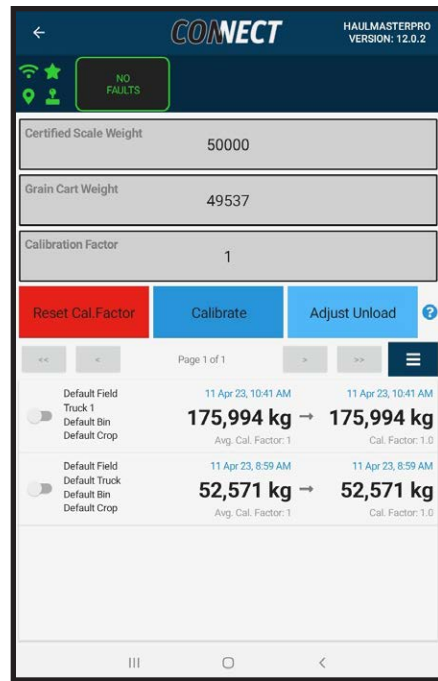 CONNECT
HAULMASTERPRO
VERSION: 12.0.2
NO
FAULTS
Certified Scale Weight
50000
Grain Cart Weight
49537
Calibration Factor
1
Reset Cal.Factor
Calibrate
Adjust Unload
?
<<
<
Page 1 of 1
>
>>
Default Field
Truck 1
Default Bin
Default Crop
11 Apr 23, 10:41 AM
175,994 kg →
Avg. Cal. Factor: 1
11 Apr 23, 10:41 AM
175,994 kg
Cal. Factor: 1.0
Default Field
Default Truck
Default Bin
Default Crop
11 Apr 23, 8:59 AM
52,571 kg →
Avg. Cal. Factor: 1
11 Apr 23, 8:59 AM
52,571 kg
Cal. Factor: 1.0